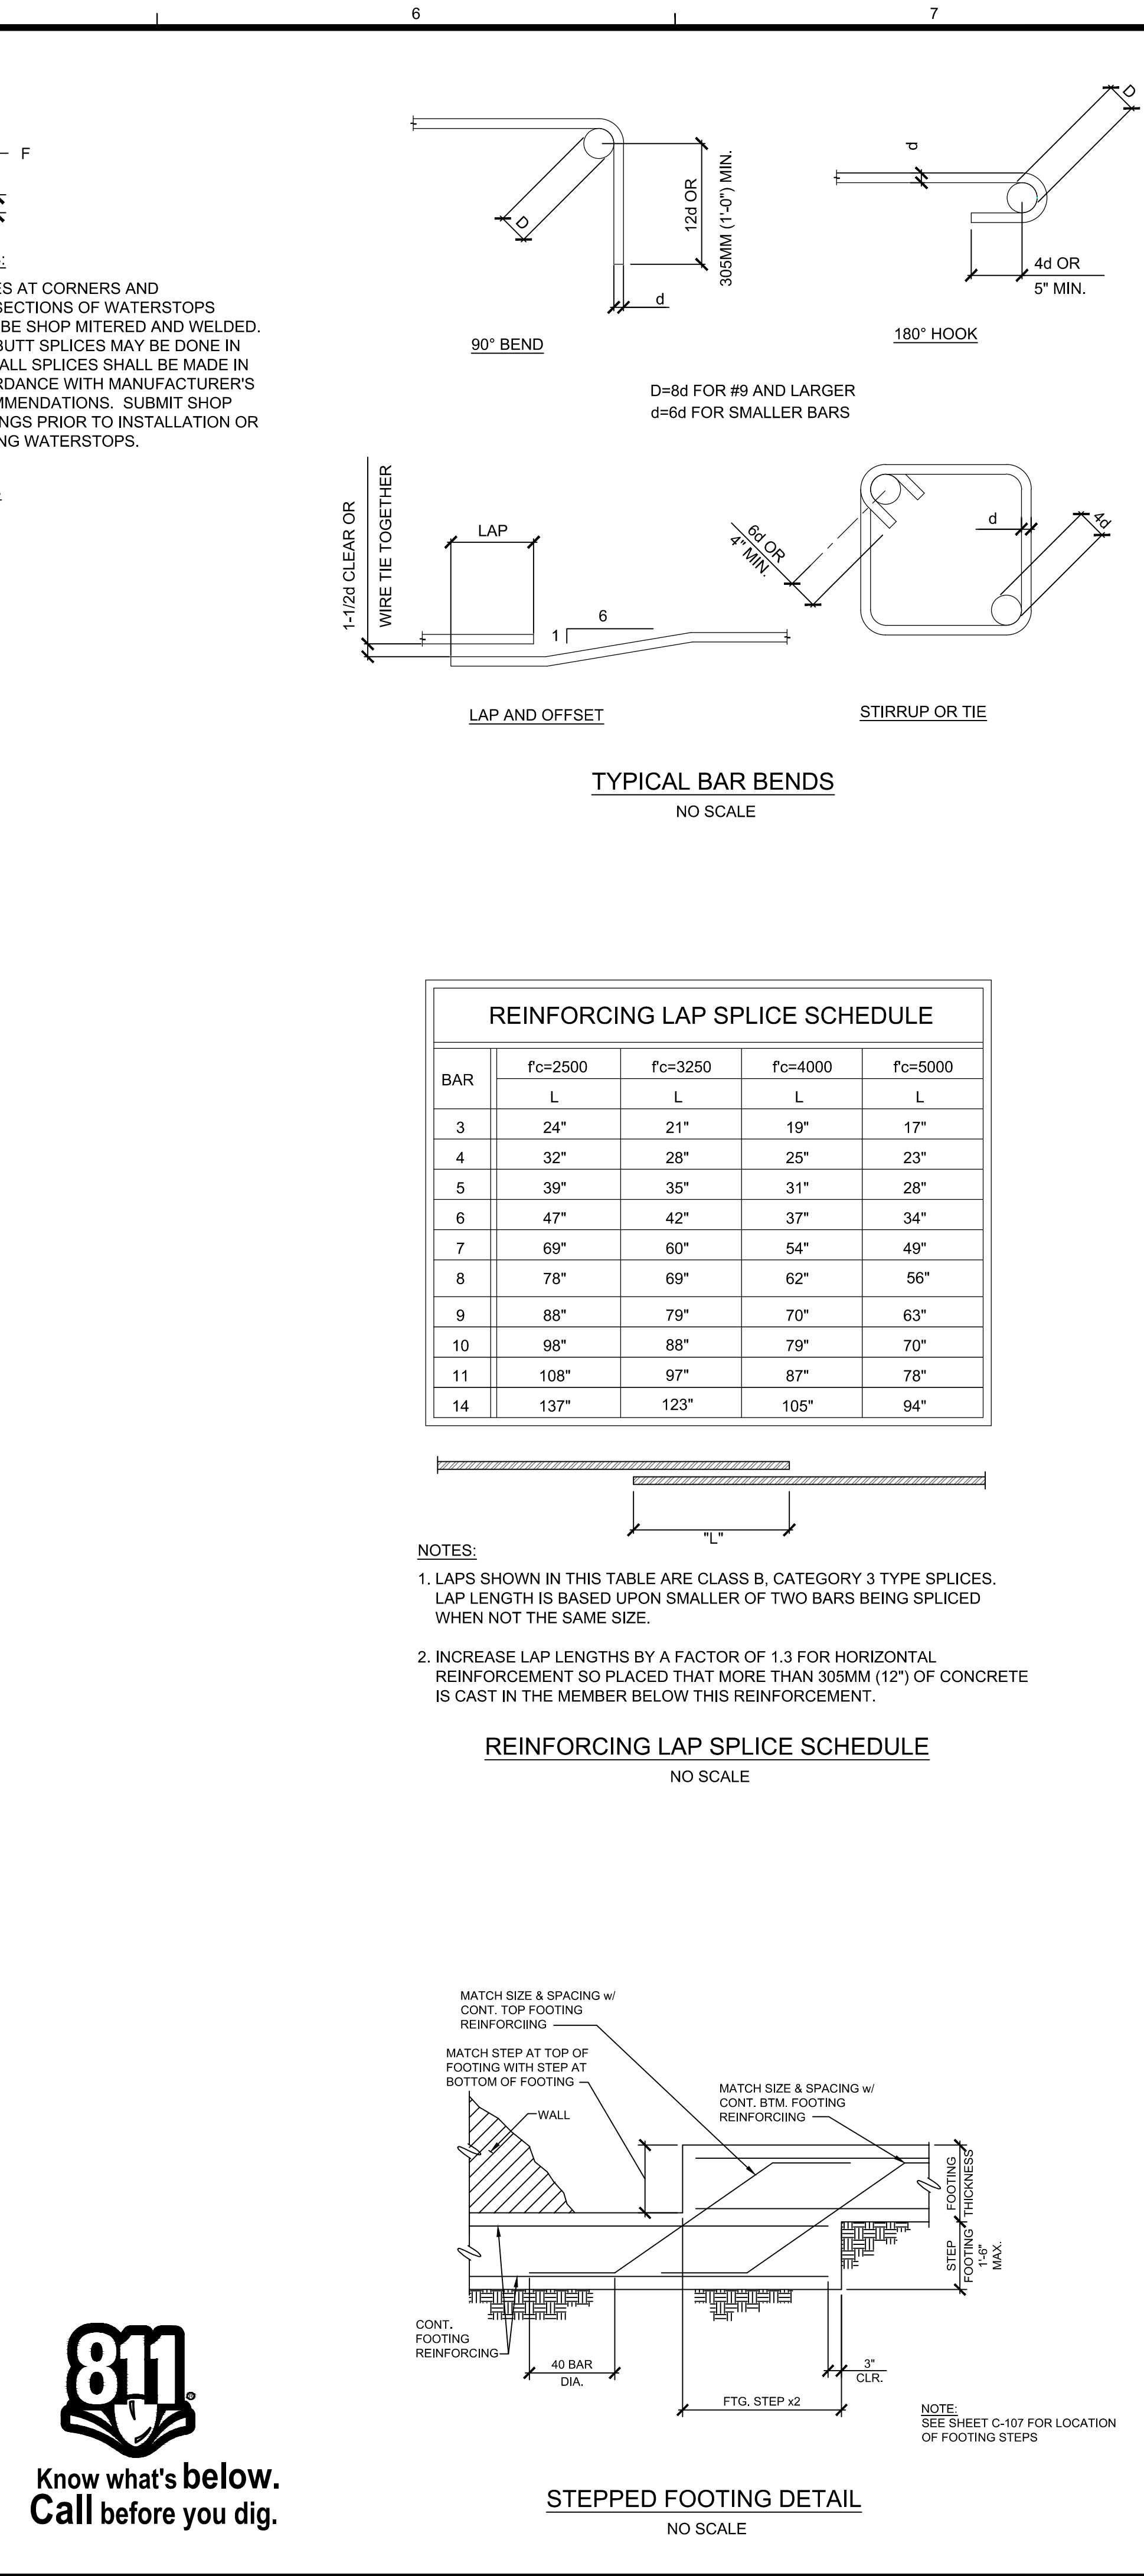 6
7
F
:
ES AT CORNERS AND
SECTIONS OF WATERSTOPS
BE SHOP MITERED AND WELDED.
BUTT SPLICES MAY BE DONE IN
ALL SPLICES SHALL BE MADE IN
RDANCE WITH MANUFACTURER'S
MMENDATIONS. SUBMIT SHOP
NGS PRIOR TO INSTALLATION OR
NG WATERSTOPS.
D
12d OR
305MM (1'-0") MIN.
d
90° BEND
D
d
4d OR
5" MIN.
180° HOOK
D=8d FOR #9 AND LARGER
d=6d FOR SMALLER BARS
1-1/2d CLEAR OR
WIRE TIE TOGETHER
LAP
1
6
LAP AND OFFSET
6d OR
4" MIN.
d
4d
STIRRUP OR TIE
TYPICAL BAR BENDS
NO SCALE
REINFORCING LAP SPLICE SCHEDULE
BAR f'c=2500 f'c=3250 f'c=4000 f'c=5000
L L L L
3 24" 21" 19" 17"
4 32" 28" 25" 23"
5 39" 35" 31" 28"
6 47" 42" 37" 34"
7 69" 60" 54" 49"
8 78" 69" 62" 56"
9 88" 79" 70" 63"
10 98" 88" 79" 70"
11 108" 97" 87" 78"
14 137" 123" 105" 94"
"L"
NOTES:
1. LAPS SHOWN IN THIS TABLE ARE CLASS B, CATEGORY 3 TYPE SPLICES.
LAP LENGTH IS BASED UPON SMALLER OF TWO BARS BEING SPLICED
WHEN NOT THE SAME SIZE.
2. INCREASE LAP LENGTHS BY A FACTOR OF 1.3 FOR HORIZONTAL
REINFORCEMENT SO PLACED THAT MORE THAN 305MM (12") OF CONCRETE
IS CAST IN THE MEMBER BELOW THIS REINFORCEMENT.
REINFORCING LAP SPLICE SCHEDULE
NO SCALE
MATCH SIZE & SPACING w/
CONT. TOP FOOTING
REINFORCIING
MATCH STEP AT TOP OF
FOOTING WITH STEP AT
BOTTOM OF FOOTING
WALL
MATCH SIZE & SPACING w/
CONT. BTM. FOOTING
REINFORCIING
FOOTING
THICKNESS
STEP
FOOTING
1'-6"
MAX.
CONT.
FOOTING
REINFORCING
40 BAR
DIA.
FTG. STEP x2
3"
CLR.
NOTE:
SEE SHEET C-107 FOR LOCATION
OF FOOTING STEPS
STEPPED FOOTING DETAIL
NO SCALE
811
Know what's below.
Call before you dig.